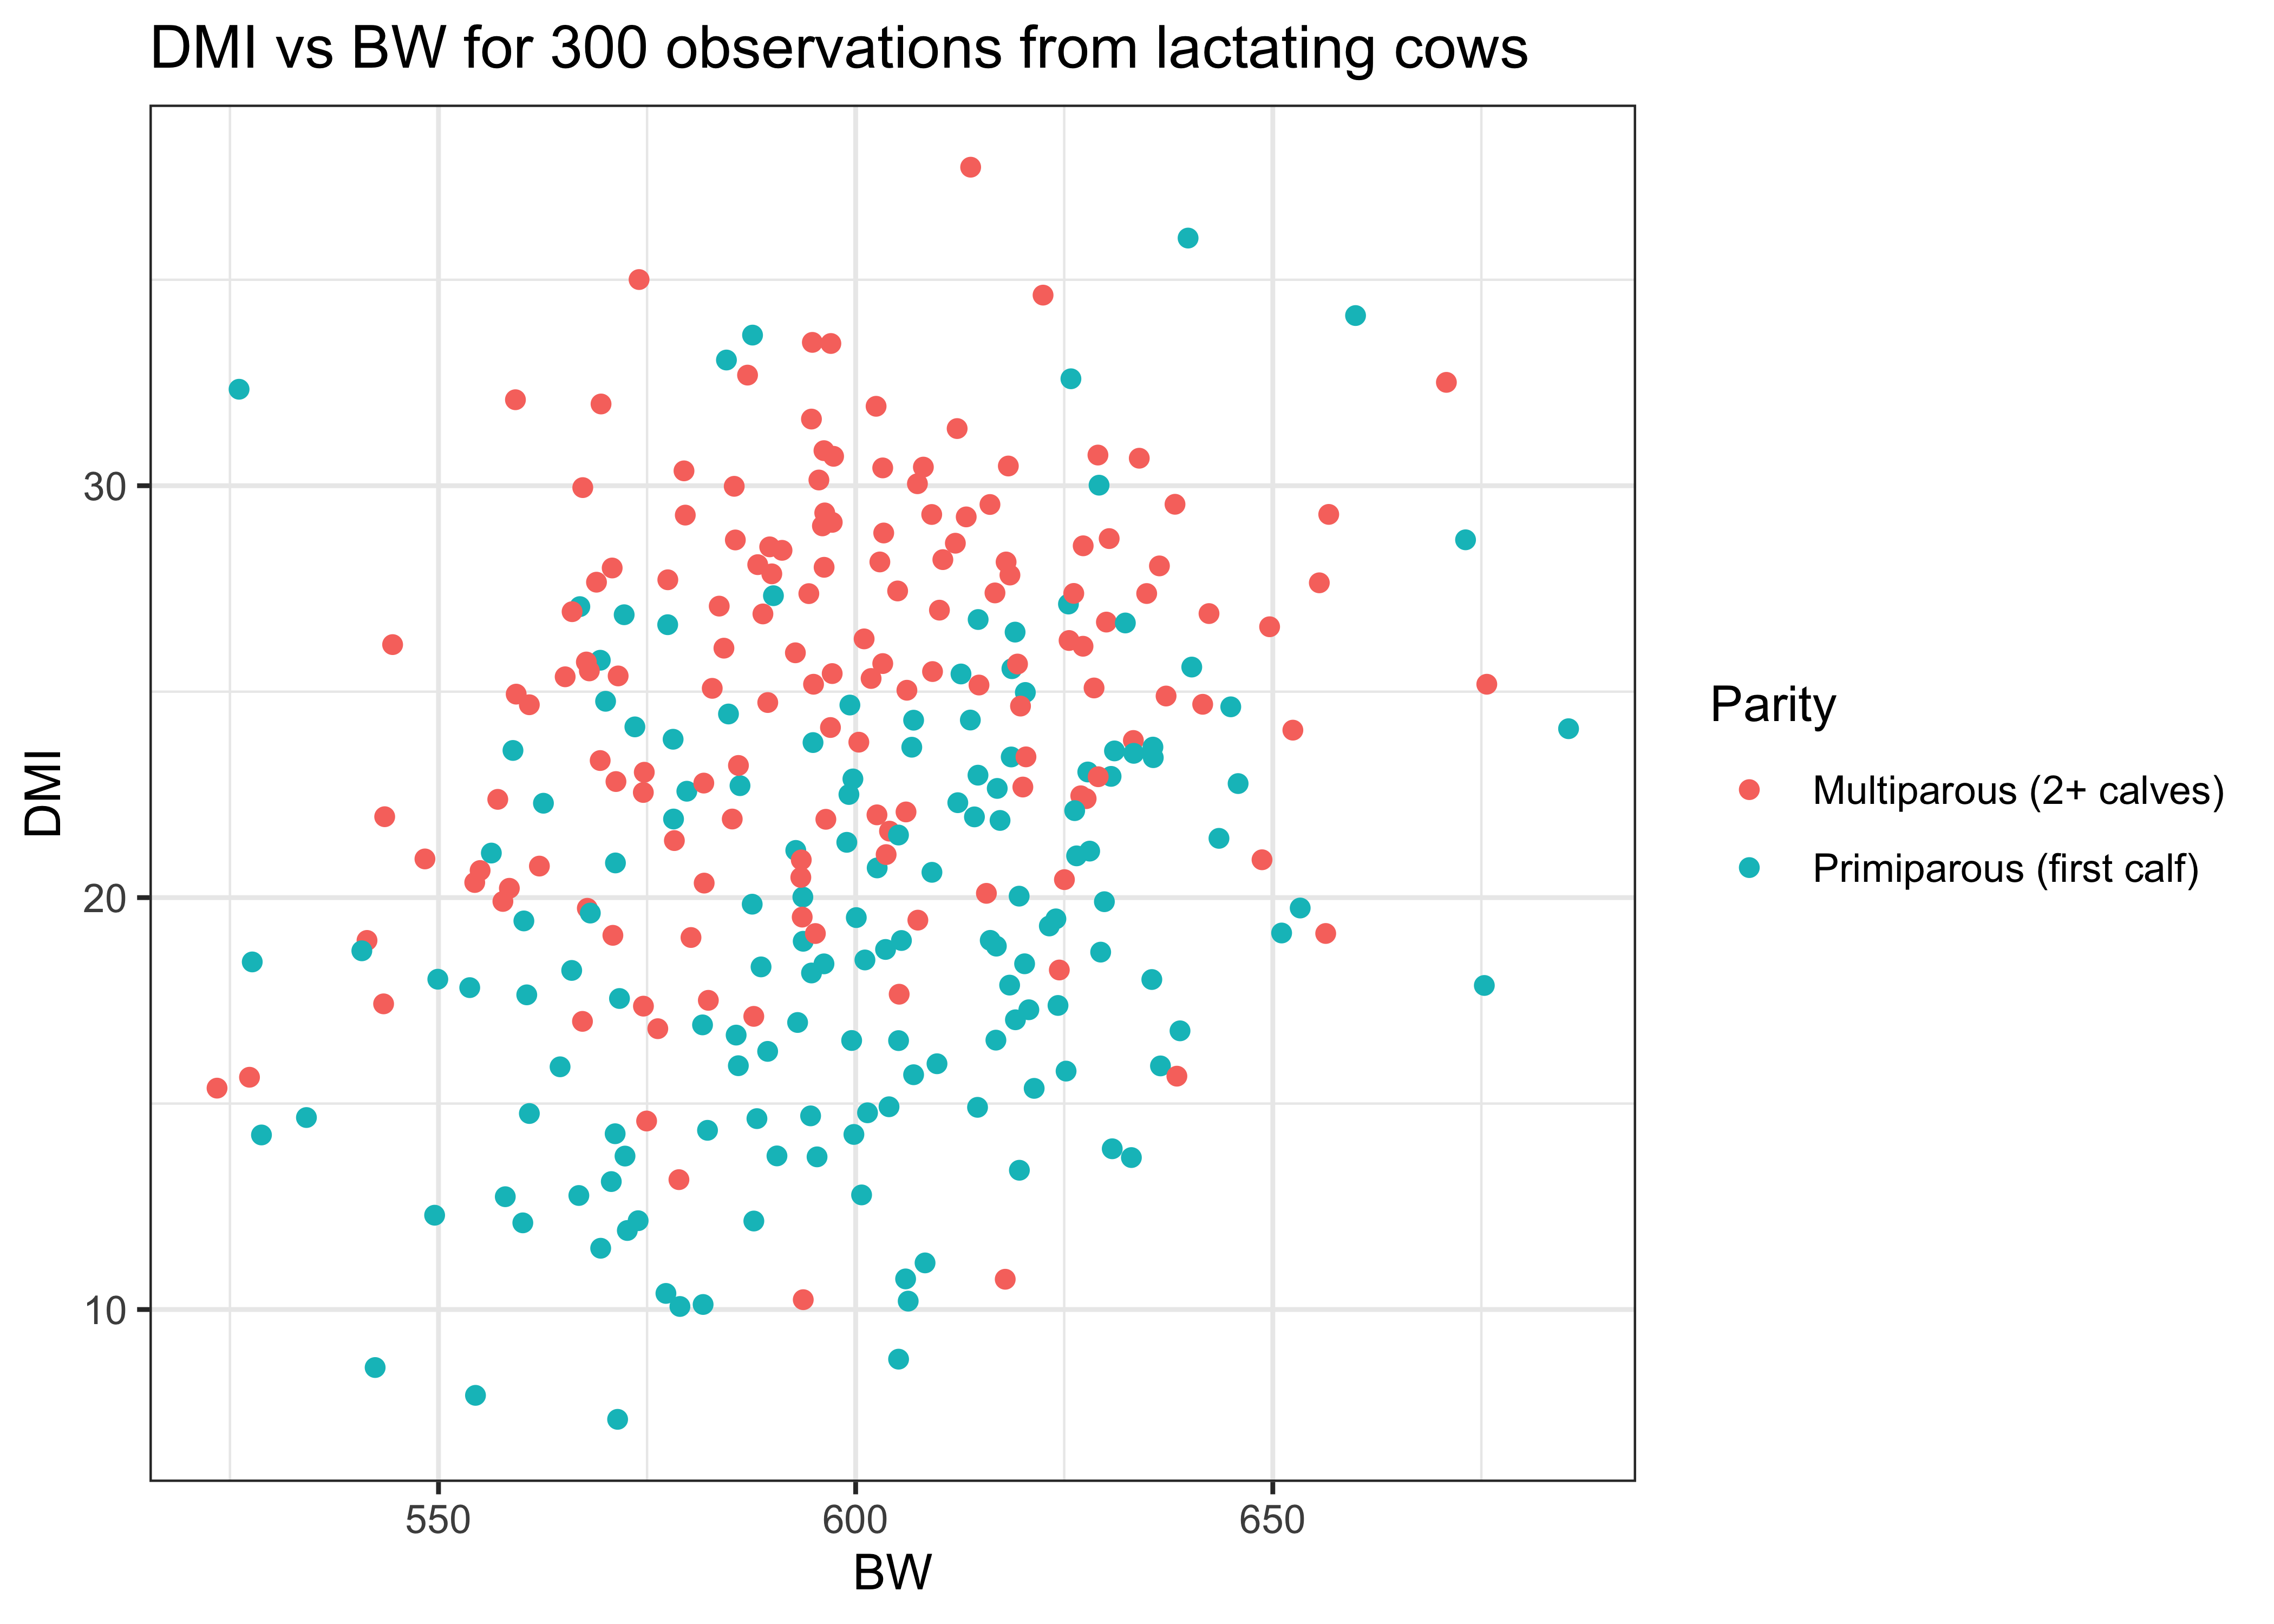 DMI vs BW for 300 observations from lactating cows
DMI
30
20
10
550 600 650
BW
Parity
Multiparous (2+ calves)
Primiparous (first calf)